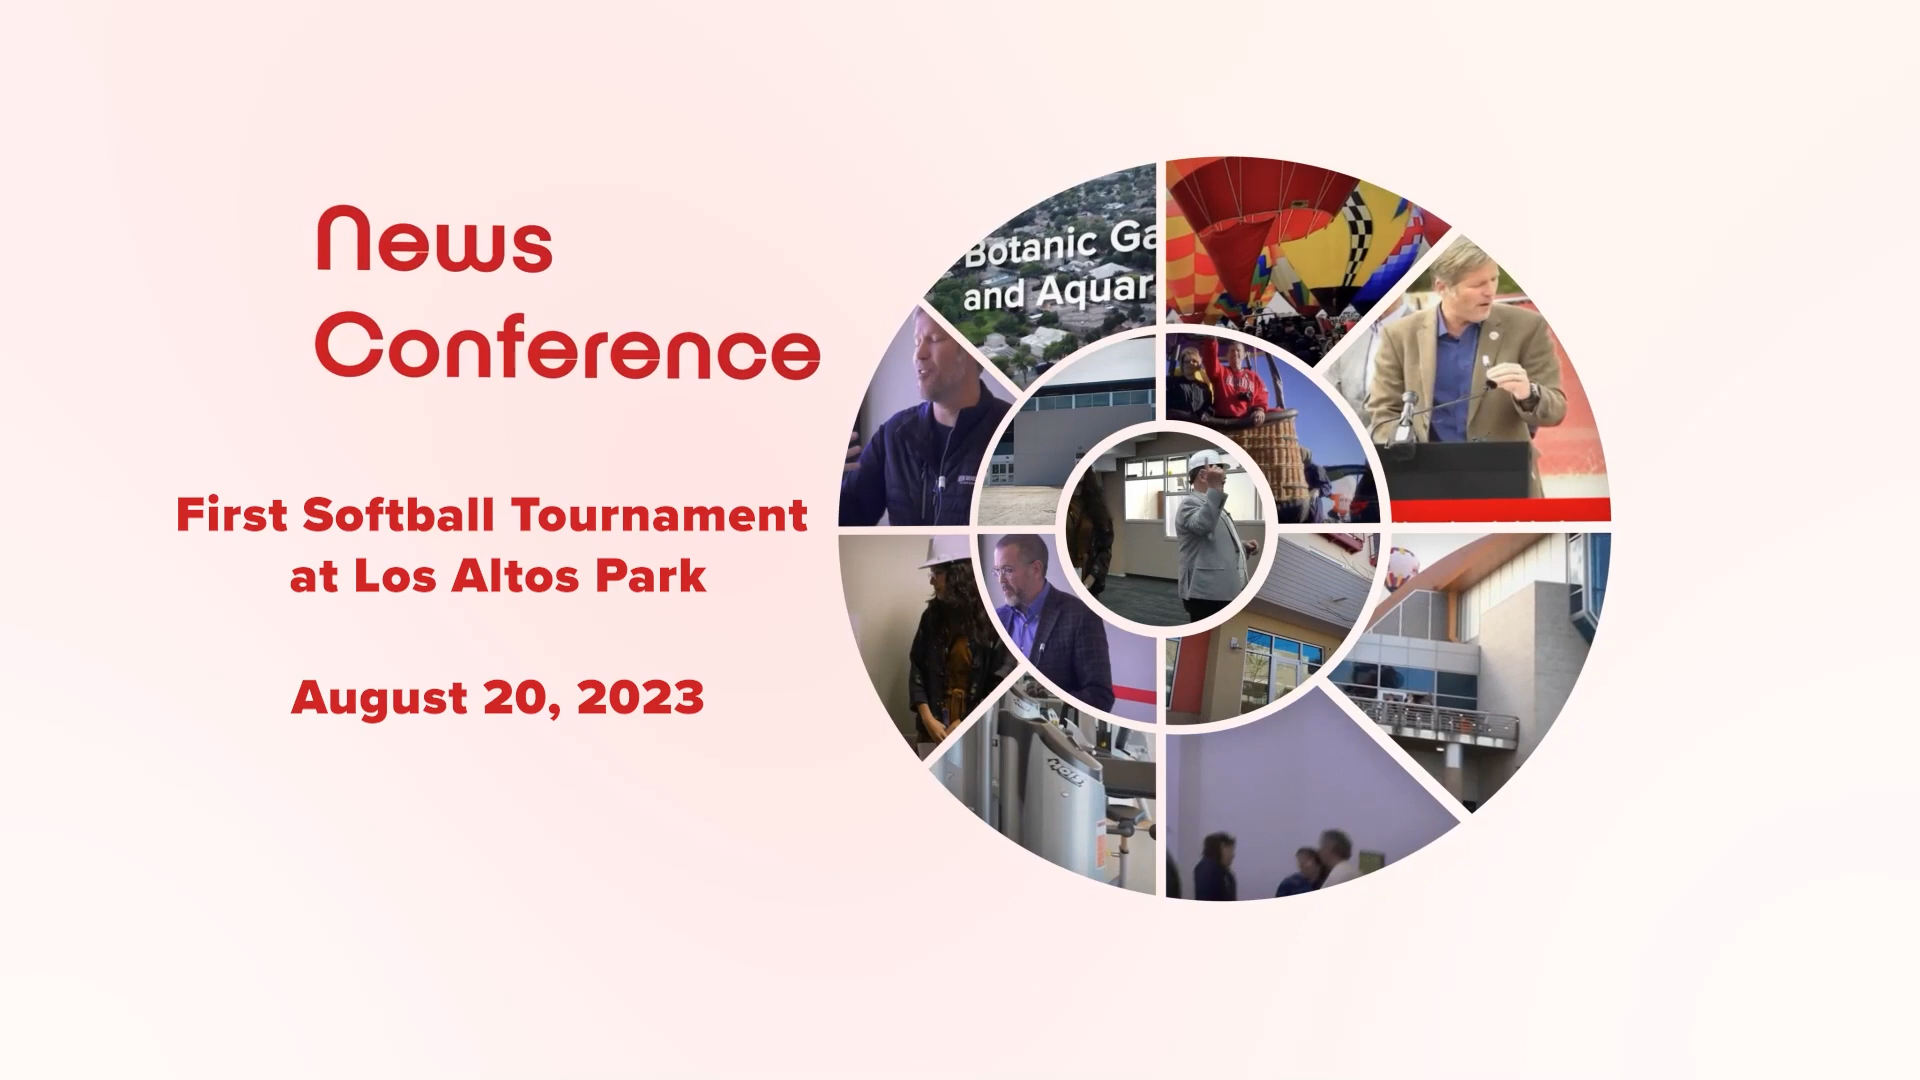 News
Conference
First Softball Tournament
at Los Altos Park
August 20, 2023
Botanic Ga
and Aquar